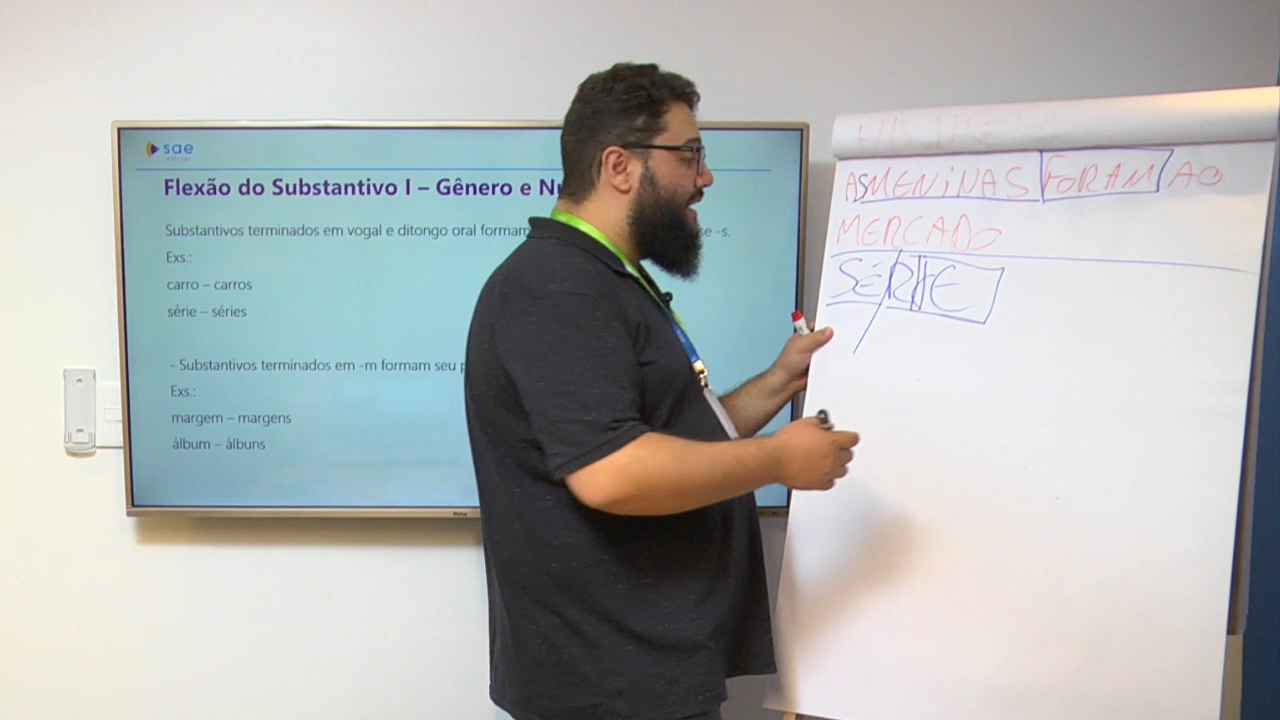 sae
DIGITAL
Flexão do Substantivo I – Gênero e
Substantivos terminados em vogal e ditongo oral formam
-s.
Exs.:
carro – carros
série – séries
- Substantivos terminados em -m formam seu
Exs.:
margem – margens
álbum – álbuns
AS MENINAS FORAM AO
MERCADO
SÉRIE